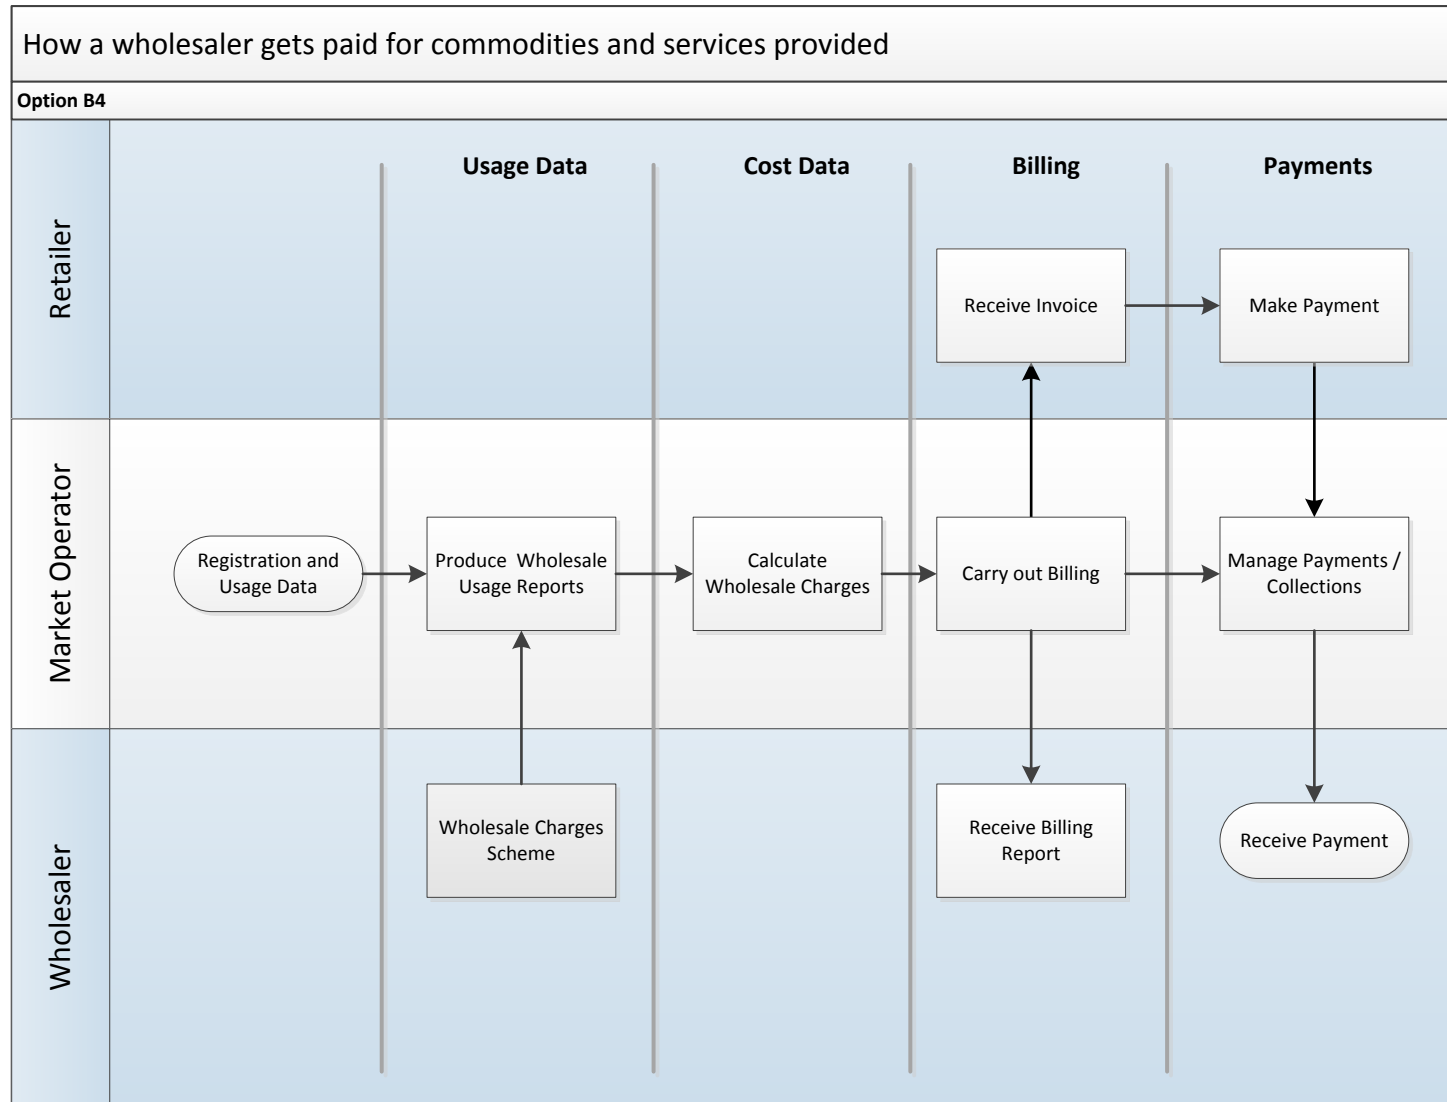 How a wholesaler gets paid for commodities and services provided
Option B4
Usage Data
Cost Data
Billing
Payments
Retailer
Receive Invoice
Make Payment
Market Operator
Registration and
Usage Data
Produce  Wholesale
Usage Reports
Calculate
Wholesale Charges
Carry out Billing
Manage Payments /
Collections
Wholesaler
Wholesale Charges
Scheme
Receive Billing
Report
Receive Payment